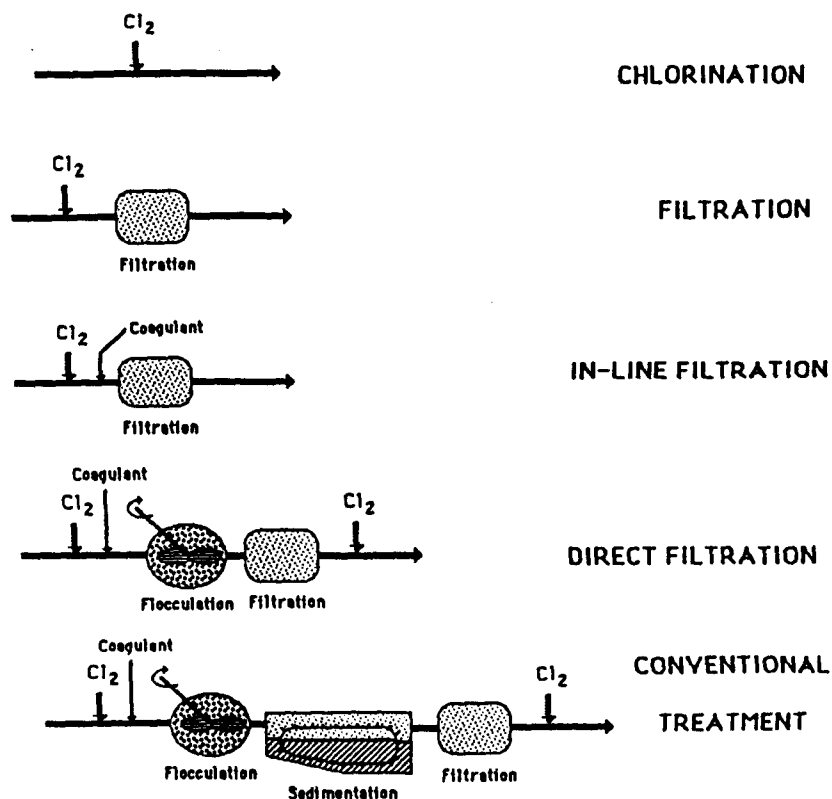 Cl₂
CHLORINATION
Cl₂
FILTRATION
Filtration
Cl₂
Coagulant
IN-LINE FILTRATION
Filtration
Coagulant
Cl₂
Cl₂
DIRECT FILTRATION
Flocculation
Filtration
Coagulant
Cl₂
Cl₂
CONVENTIONAL
TREATMENT
Flocculation
Sedimentation
Filtration